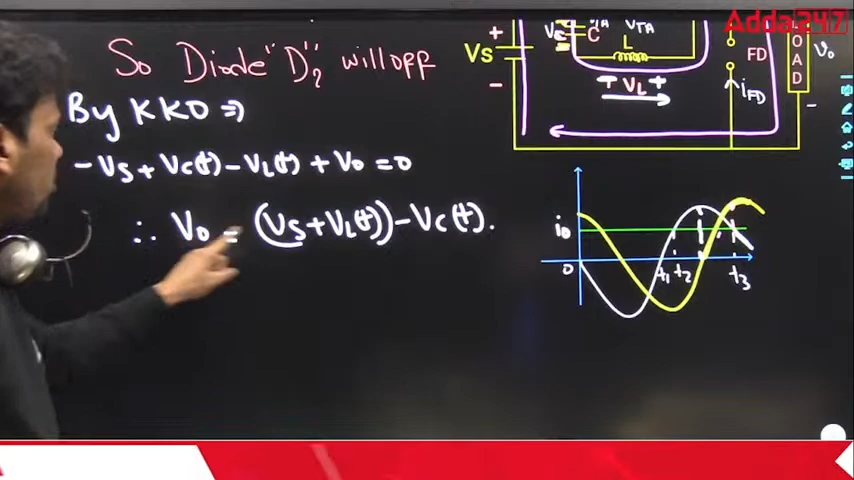 Adda247
So Diode "D2" will off
By KKO ⇒
-Vs + Vc(t) - VL(t) + Vo = 0
∴ Vo = (Vs + VL(t)) - Vc(t).
+
VS
-
C
VTA
L
+ VL +
FD
iFD
LOAD
Vo
-
io
0
t1 t2 t3